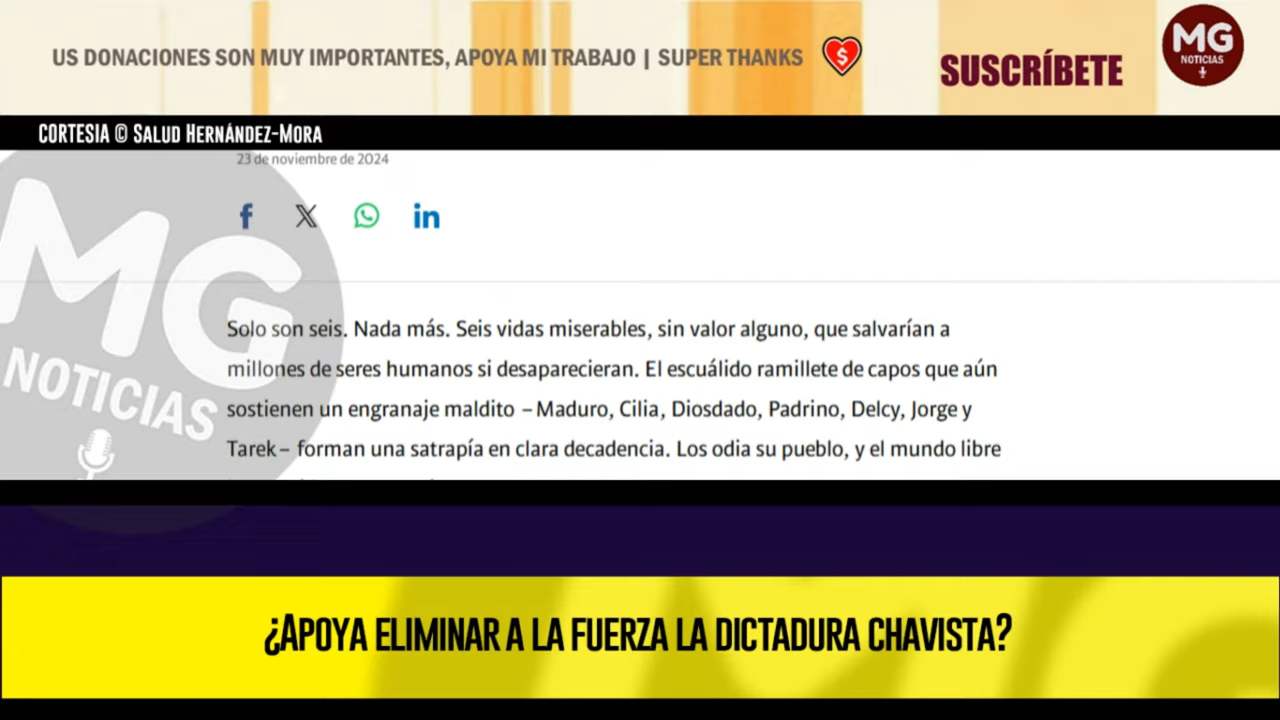 US DONACIONES SON MUY IMPORTANTES, APOYA MI TRABAJO | SUPER THANKS
$
SUSCRÍBETE
MG
NOTICIAS
CORTESIA © SALUD HERNÁNDEZ-MORA
23 de noviembre de 2024
f X in
MG
NOTICIAS
Solo son seis. Nada más. Seis vidas miserables, sin valor alguno, que salvarían a
millones de seres humanos si desaparecieran. El escuálido ramillete de capos que aún
sostienen un engranaje maldito –Maduro, Cilia, Diosdado, Padrino, Delcy, Jorge y
Tarek– forman una satrapía en clara decadencia. Los odia su pueblo, y el mundo libre
¿APOYA ELIMINAR A LA FUERZA LA DICTADURA CHAVISTA?